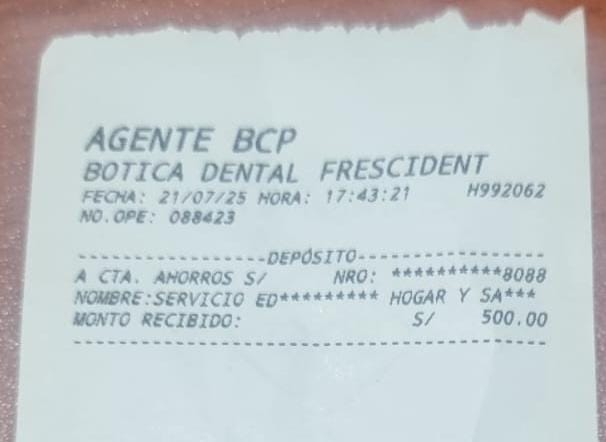 AGENTE BCP
BOTICA DENTAL FRESCIDENT
FECHA: 21/07/25 HORA: 17:43:21 H992062
NO.OPE: 088423
------------------DEPÓSITO------------------
A CTA. AHORROS S/ NRO: **********8088
NOMBRE:SERVICIO ED********* HOGAR Y SA***
MONTO RECIBIDO: S/ 500.00
--------------------------------------------